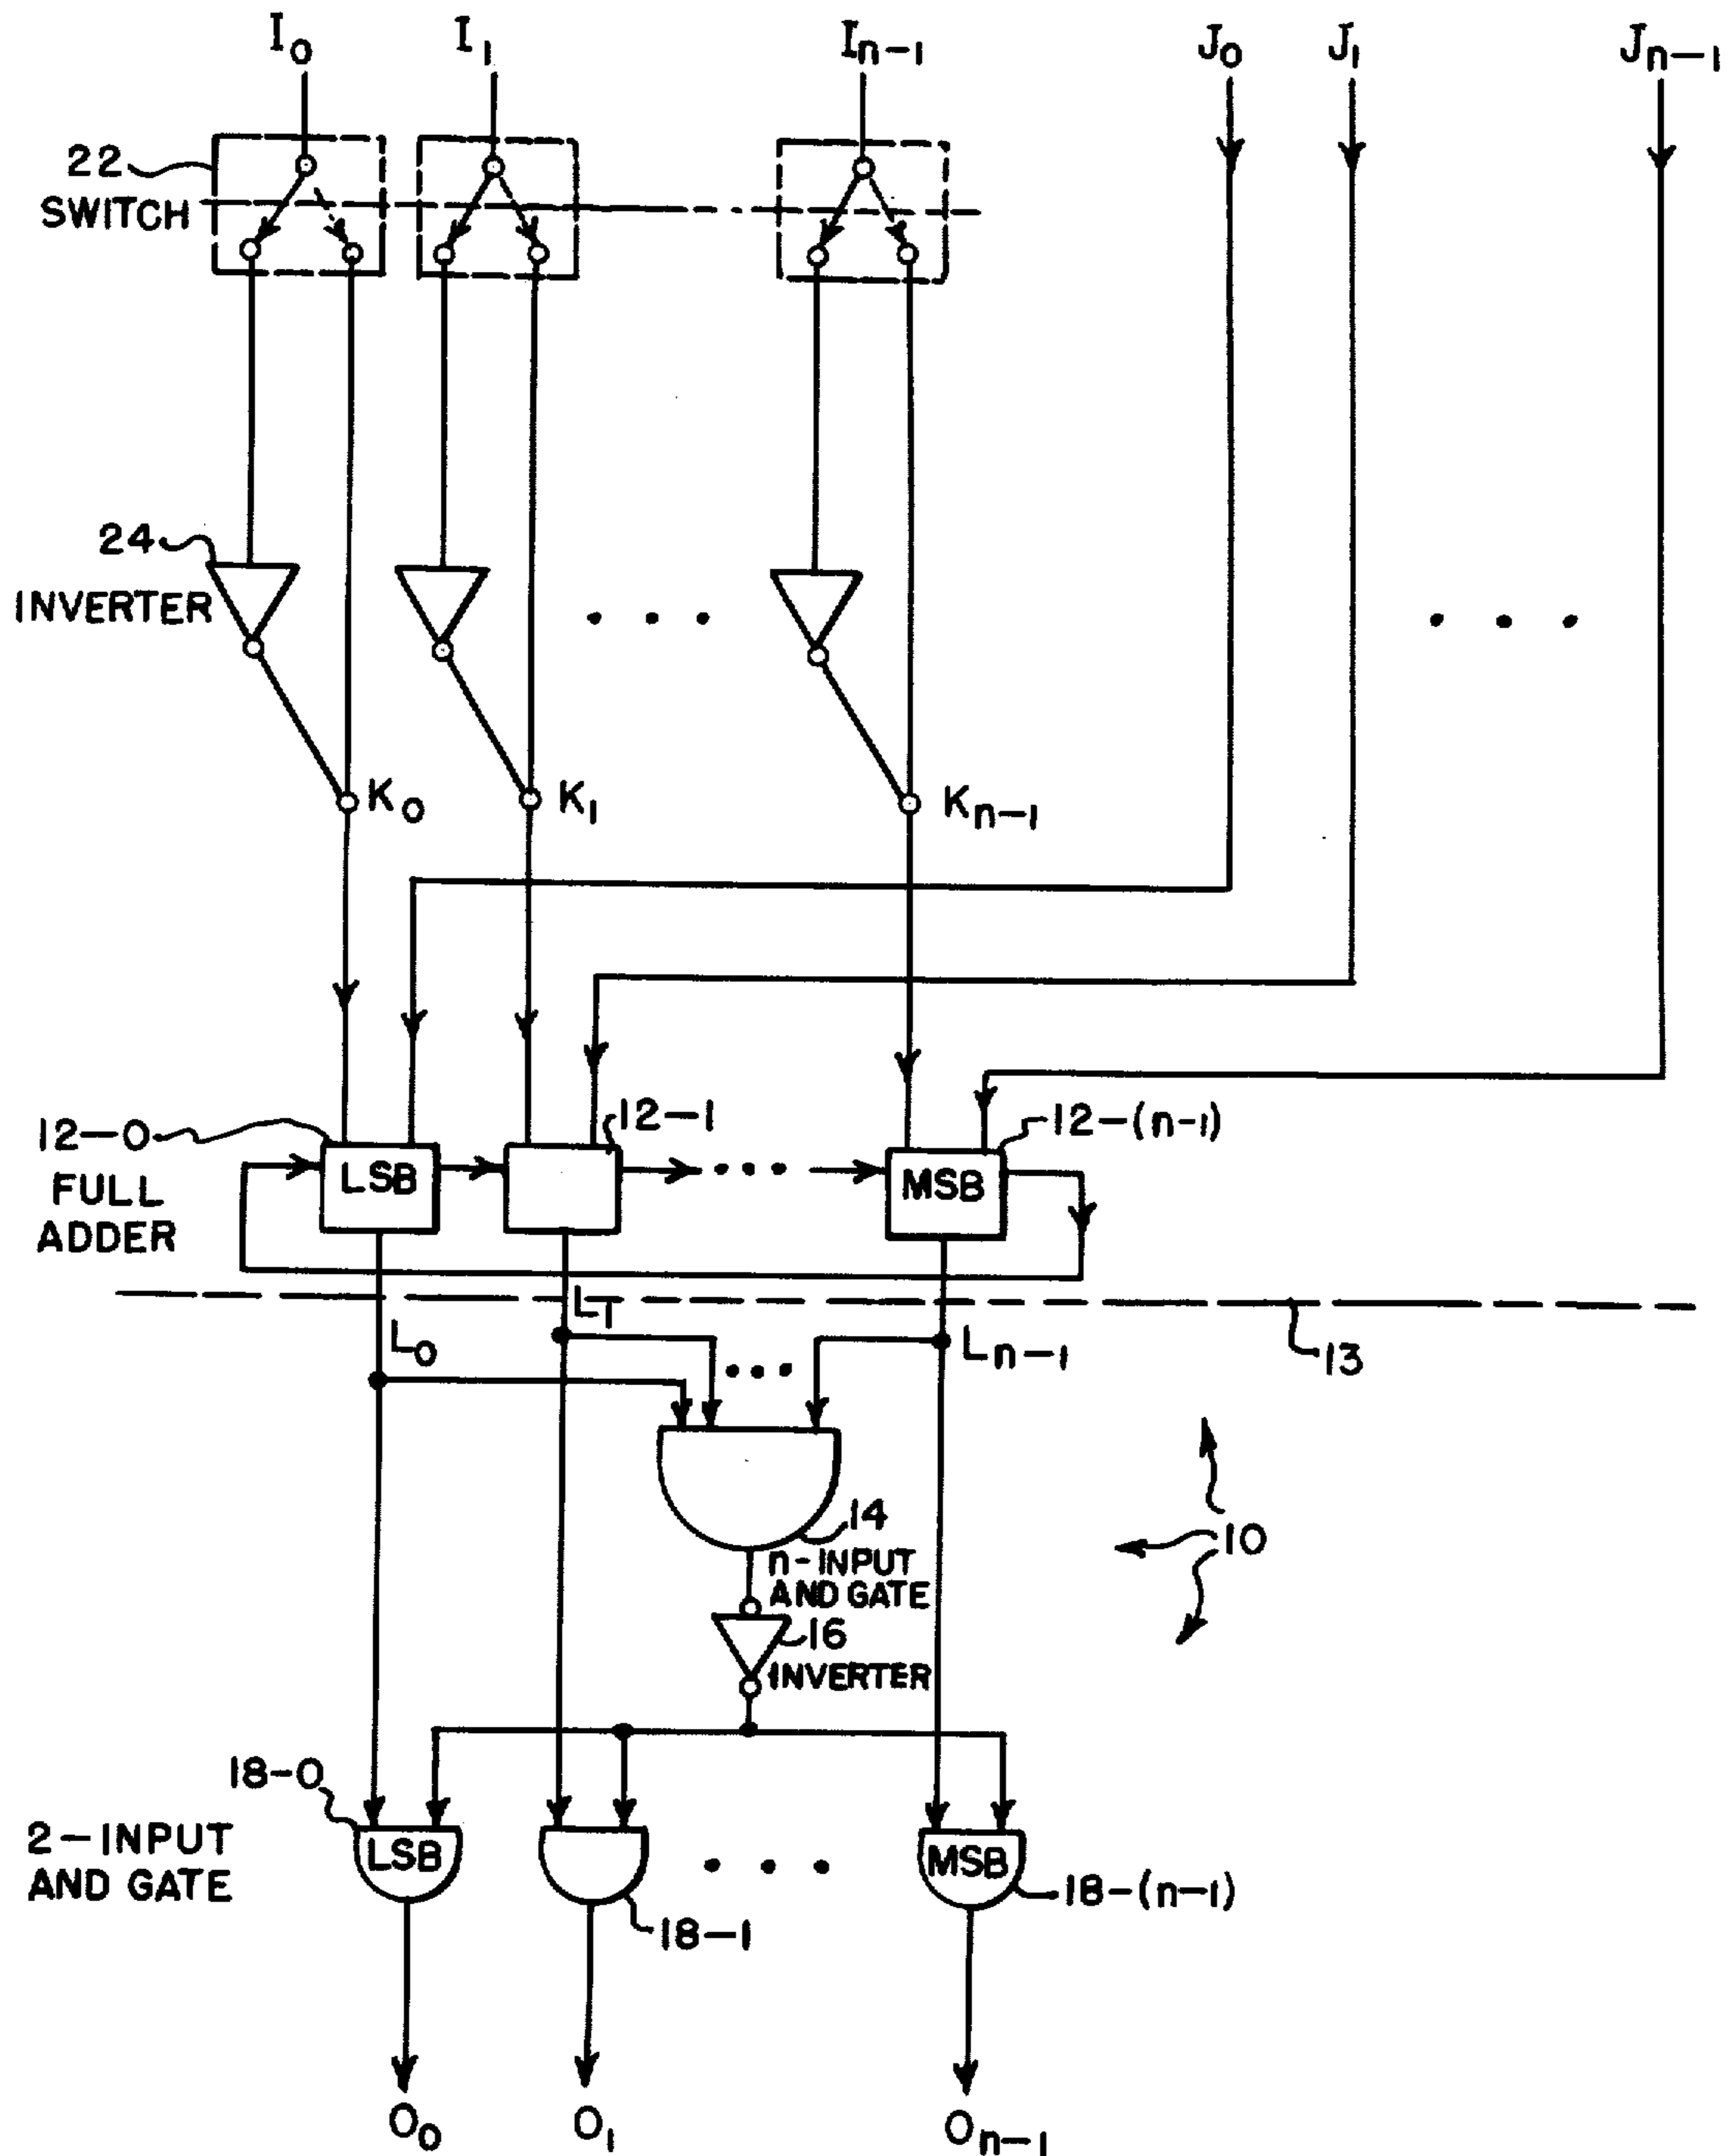 I₀ I₁ Iₙ₋₁ J₀ J₁ Jₙ₋₁
22
SWITCH
24
INVERTER
. . . . . .
K₀ K₁ Kₙ₋₁
12-0 12-1 12-(n-1)
FULL
ADDER
LSB ... MSB
L₁
L₀ ... Lₙ₋₁ 13
14
n-INPUT
AND GATE
10
16
INVERTER
18-0
2-INPUT
AND GATE
LSB . . . MSB
18-(n-1)
18-1
O₀ O₁ Oₙ₋₁